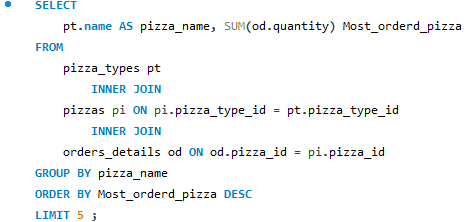 SELECT
pt.name AS pizza_name, SUM(od.quantity) Most_orderd_pizza
FROM
pizza_types pt
INNER JOIN
pizzas pi ON pi.pizza_type_id = pt.pizza_type_id
INNER JOIN
orders_details od ON od.pizza_id = pi.pizza_id
GROUP BY pizza_name
ORDER BY Most_orderd_pizza DESC
LIMIT 5 ;